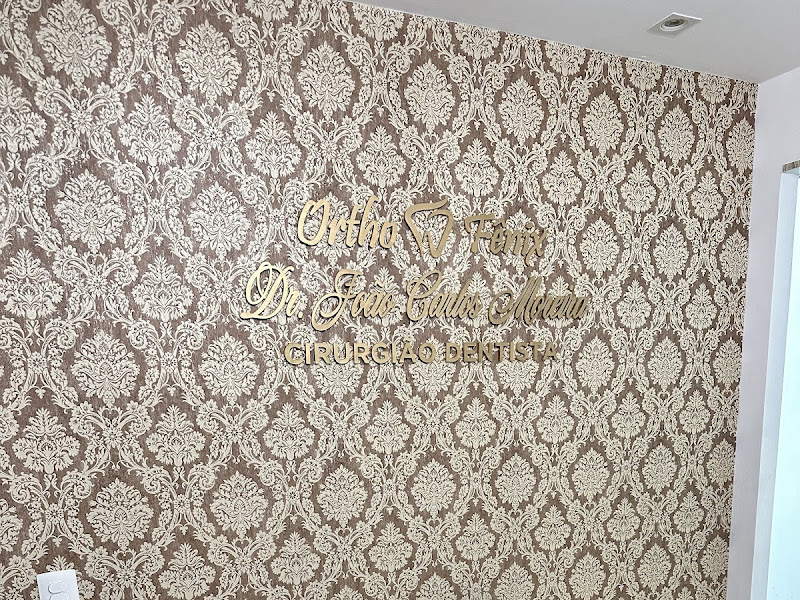 Ortho Fênix
Dr. João Carlos Moreira
CIRURGIÃO DENTISTA